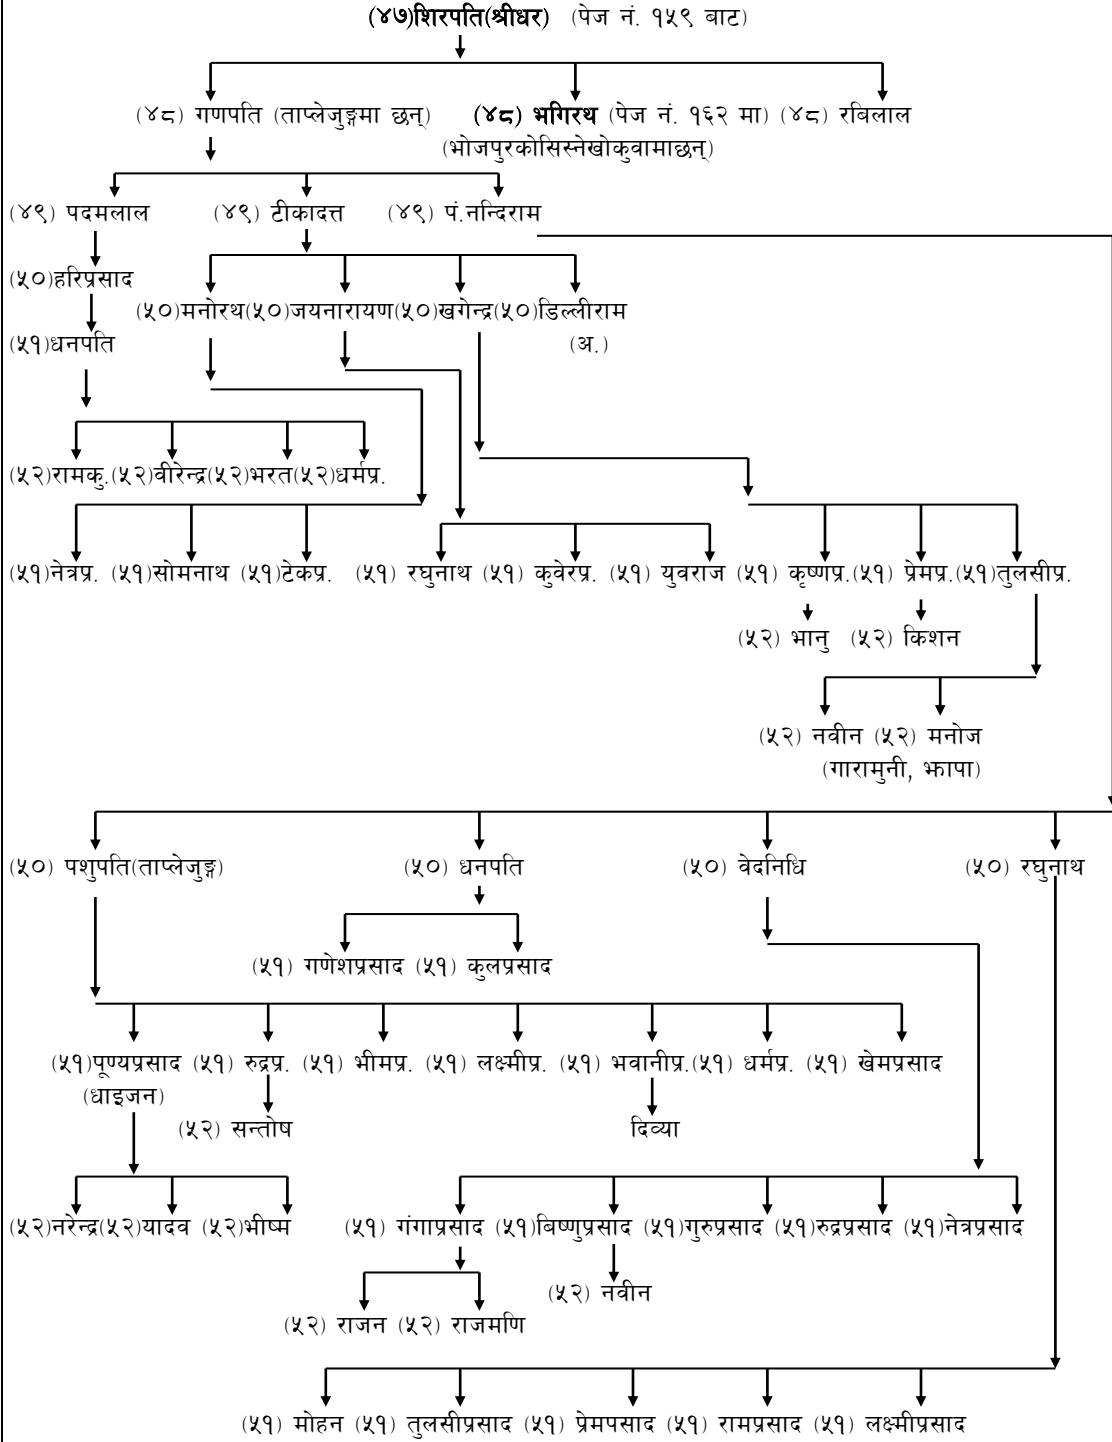 (४७)शिरपति(श्रीधर) (पेज नं. १५९ बाट)
(४८) गणपति (ताप्लेजुङ्गमा छन्) (४८) भगिरथ (पेज नं. १६२ मा) (४८) रबिलाल
(भोजपुरकोसिस्नेखोकुवामाछन्)
(४९) पदमलाल (४९) टीकादत्त (४९) पं.नन्दिराम
(५०)हरिप्रसाद
(५०)मनोरथ(५०)जयनारायण(५०)खगेन्द्र(५०)डिल्लीराम
(५१)धनपति (अ.)
(५२)रामकु.(५२)वीरेन्द्र(५२)भरत(५२)धर्मप्र.
(५१)नेत्रप्र. (५१)सोमनाथ (५१)टेकप्र. (५१) रघुनाथ (५१) कुवेरप्र. (५१) युवराज (५१) कृष्णप्र.(५१) प्रेमप्र.(५१)तुलसीप्र.
(५२) भानु (५२) किशन
(५२) नवीन (५२) मनोज
(गारामुनी, झापा)
(५०) पशुपति(ताप्लेजुङ्ग) (५०) धनपति (५०) वेदनिधि (५०) रघुनाथ
(५१) गणेशप्रसाद (५१) कुलप्रसाद
(५१)पूण्यप्रसाद (५१) रुद्रप्र. (५१) भीमप्र. (५१) लक्ष्मीप्र. (५१) भवानीप्र.(५१) धर्मप्र. (५१) खेमप्रसाद
(धाइजन)
(५२) सन्तोष दिव्या
(५२)नरेन्द्र(५२)यादव (५२)भीष्म (५१) गंगाप्रसाद (५१)बिष्णुप्रसाद (५१)गुरुप्रसाद (५१)रुद्रप्रसाद (५१)नेत्रप्रसाद
(५२) नवीन
(५२) राजन (५२) राजमणि
(५१) मोहन (५१) तुलसीप्रसाद (५१) प्रेमपसाद (५१) रामप्रसाद (५१) लक्ष्मीप्रसाद